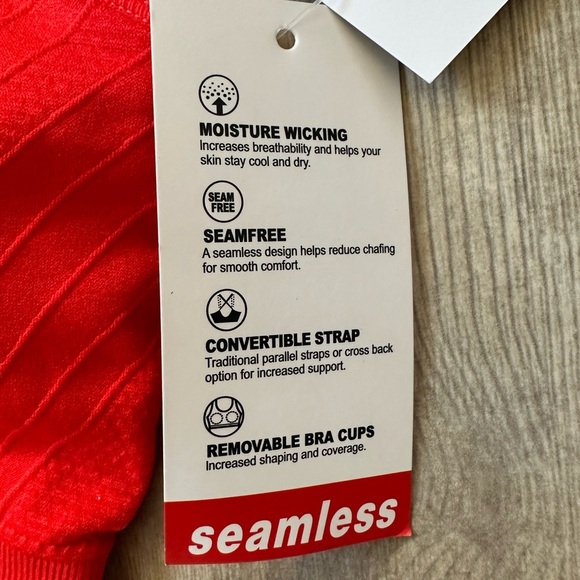 MOISTURE WICKING
Increases breathability and helps your
skin stay cool and dry.
SEAM
FREE
SEAMFREE
A seamless design helps reduce chafing
for smooth comfort.
CONVERTIBLE STRAP
Traditional parallel straps or cross back
option for increased support.
REMOVABLE BRA CUPS
Increased shaping and coverage.
seamless